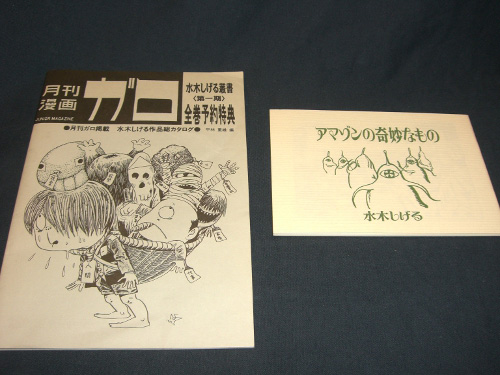 月刊
漫画
ガロ
JUNIOR MAGAZINE
水木しげる叢書
〈第一期〉
全巻予約特典
●月刊ガロ掲載　水木しげる作品総カタログ●
アマゾンの奇妙なもの
水木しげる